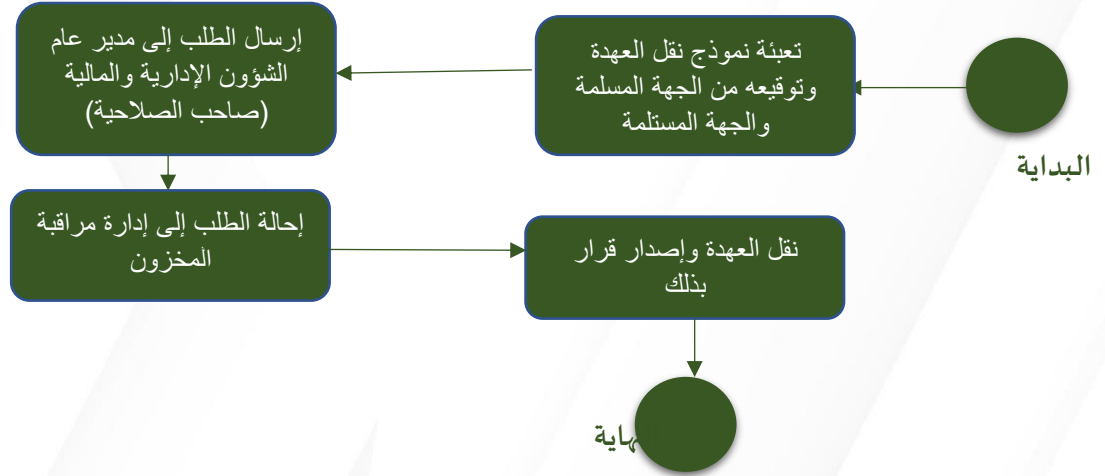 البداية
تعبئة نموذج نقل العهدة
وتوقيعه من الجهة المسلمة
والجهة المستلمة
إرسال الطلب إلى مدير عام
الشؤون الإدارية والمالية
(صاحب الصلاحية)
إحالة الطلب إلى إدارة مراقبة
المخزون
نقل العهدة وإصدار قرار
بذلك